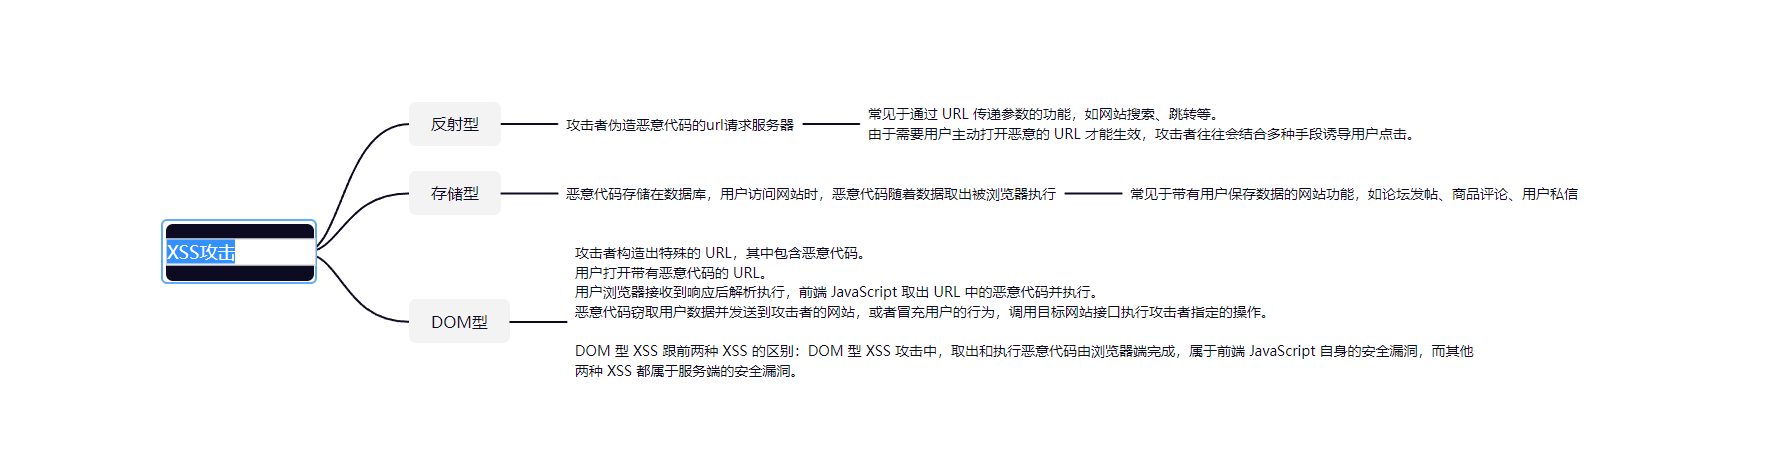 XSS攻击
反射型
攻击者伪造恶意代码的url请求服务器
常见于通过 URL 传递参数的功能，如网站搜索、跳转等。
由于需要用户主动打开恶意的 URL 才能生效，攻击者往往会结合多种手段诱导用户点击。
存储型
恶意代码存储在数据库，用户访问网站时，恶意代码随着数据取出被浏览器执行
常见于带有用户保存数据的网站功能，如论坛发帖、商品评论、用户私信
DOM型
攻击者构造出特殊的 URL，其中包含恶意代码。
用户打开带有恶意代码的 URL。
用户浏览器接收到响应后解析执行，前端 JavaScript 取出 URL 中的恶意代码并执行。
恶意代码窃取用户数据并发送到攻击者的网站，或者冒充用户的行为，调用目标网站接口执行攻击者指定的操作。
DOM 型 XSS 跟前两种 XSS 的区别：DOM 型 XSS 攻击中，取出和执行恶意代码由浏览器端完成，属于前端 JavaScript 自身的安全漏洞，而其他
两种 XSS 都属于服务端的安全漏洞。